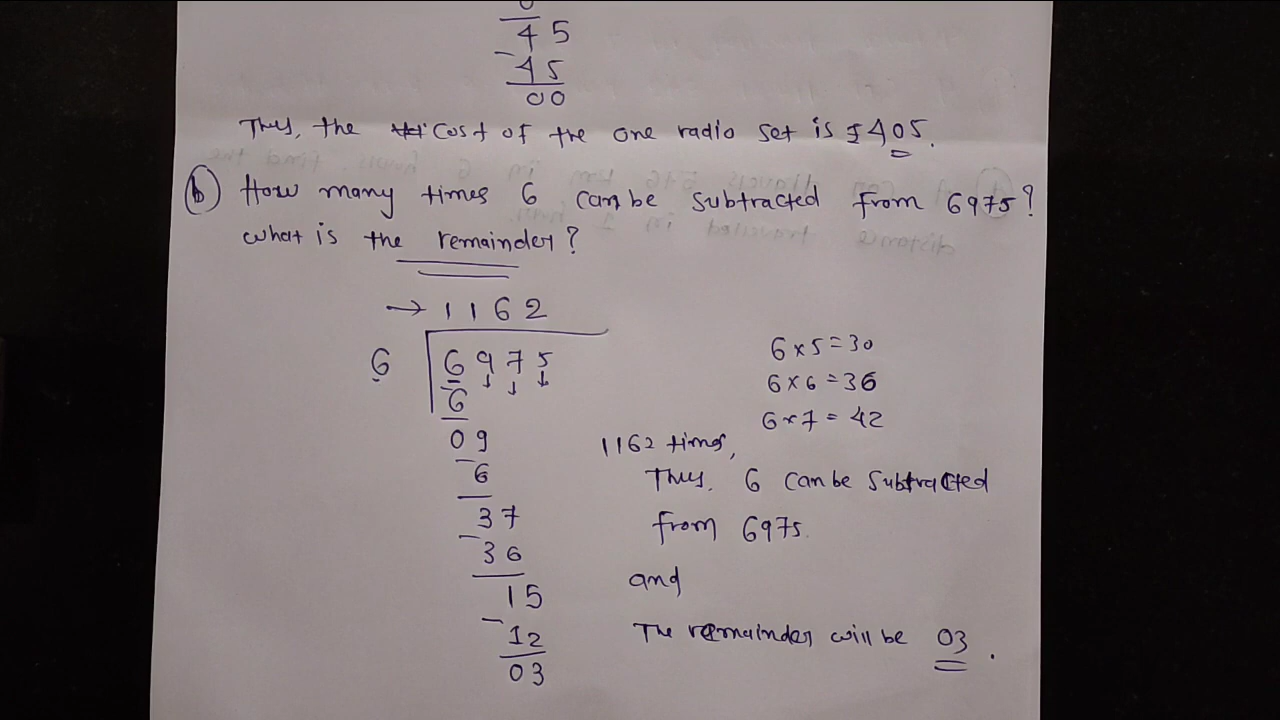 0
45
- 45
00
Thus, the cost of the one radio set is ₹405.
(b) How many times 6 can be subtracted from 6975?
what is the remainder?
→ 1162
6 6975
- 6
09
- 6
37
- 36
15
- 12
03
6×5=30
6×6=36
6×7=42
1162 times,
Thus, 6 can be subtracted
from 6975.
and
The remainder will be 03.